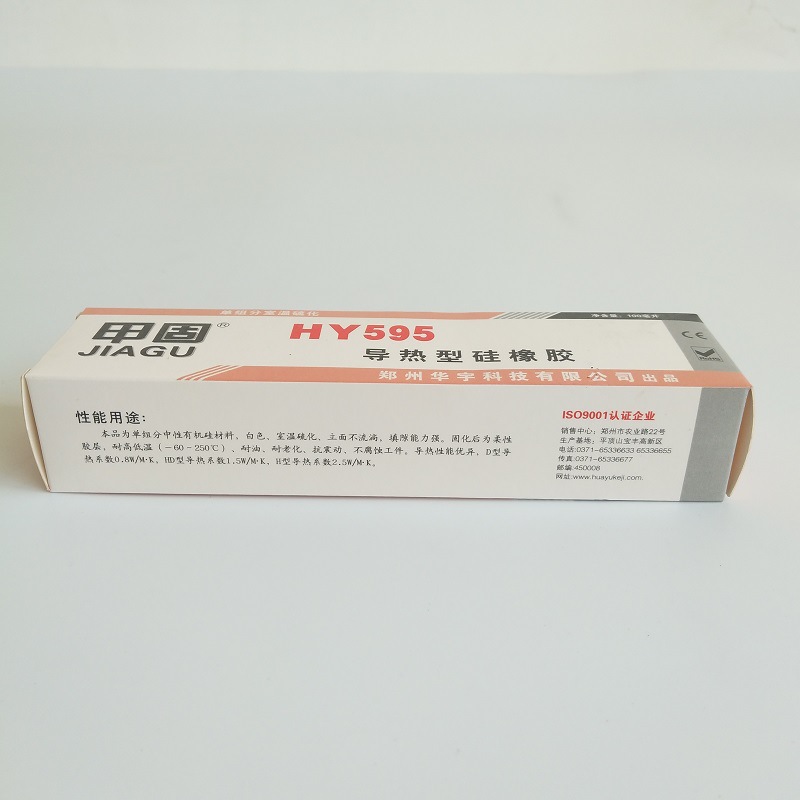 单组分室温硫化
净含量：100毫升
甲固®
JIAGU
HY595
导热型硅橡胶
CE
RoHS
郑州华宇科技有限公司出品
性能用途：
本品为单组分中性有机硅材料，白色、室温硫化、立面不流淌，填隙能力强。固化后为柔性
胶层，耐高低温（－60－250℃）、耐油、耐老化、抗震动、不腐蚀工件，导热性能优异，D型导
热系数0.8W/M·K，HD型导热系数1.5W/M·K，H型导热系数2.5W/M·K。
ISO9001认证企业
销售中心：郑州市农业路22号
生产基地：平顶山宝丰高新区
电话:0371-65336633 65336655
传真:0371-65336677
邮编:450008
网址:www.huayukeji.com